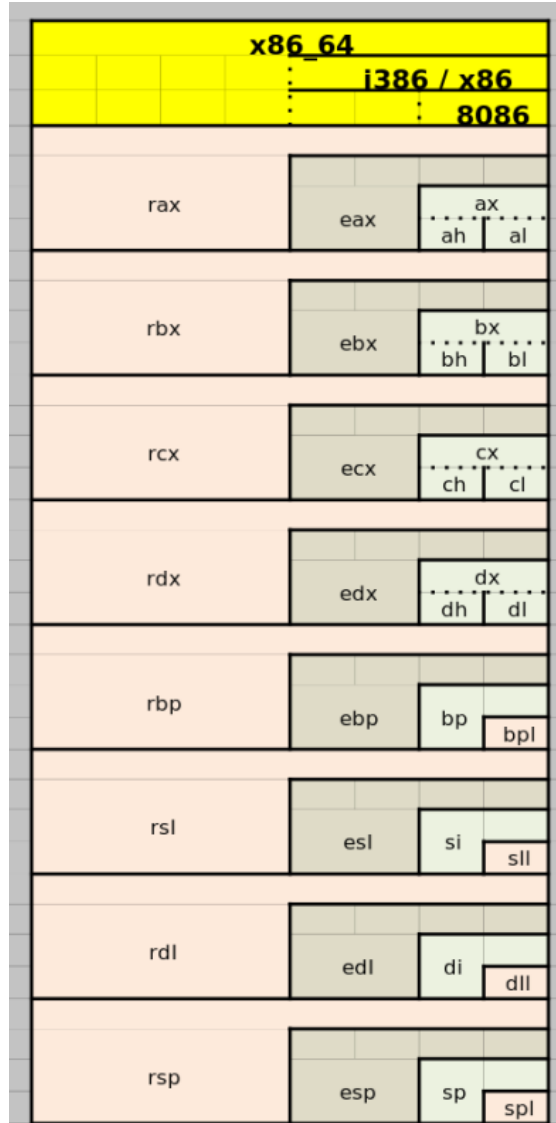 x86_64
i386 / x86
8086
rax
eax
ax
ah
al
rbx
ebx
bx
bh
bl
rcx
ecx
cx
ch
cl
rdx
edx
dx
dh
dl
rbp
ebp
bp
bpl
rsl
esl
si
sll
rdl
edl
di
dll
rsp
esp
sp
spl